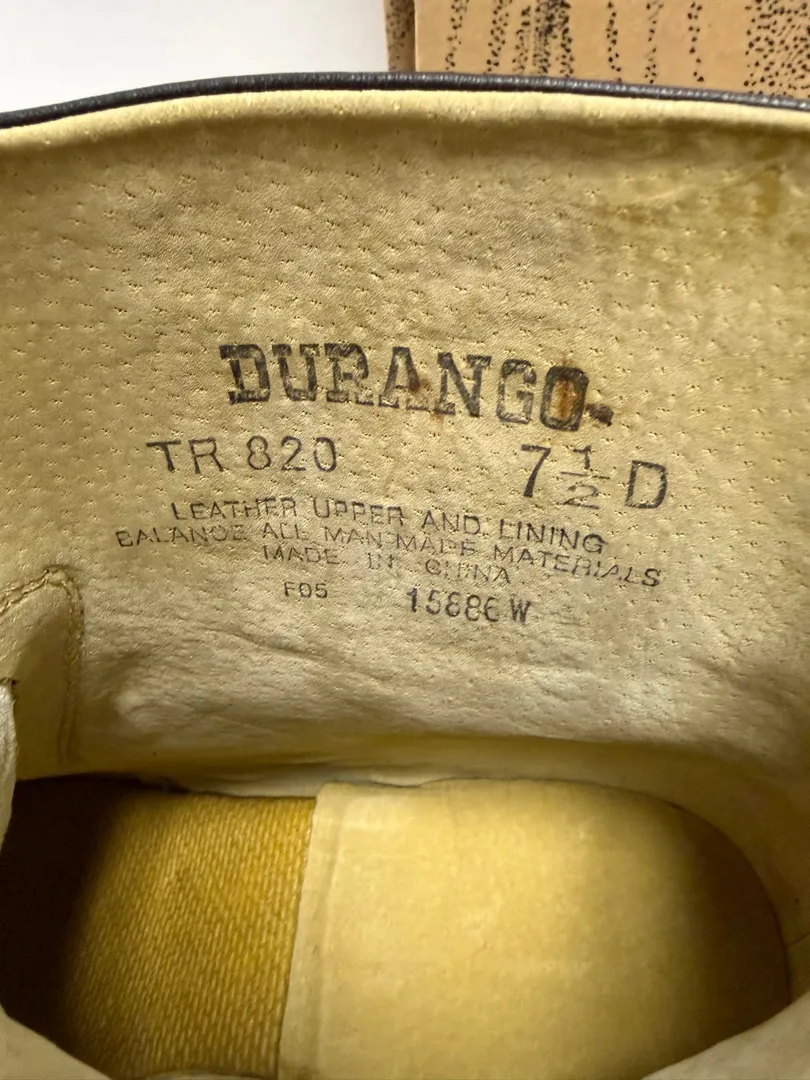 DURANGO
TR 820 7 1/2 D
LEATHER UPPER AND LINING
BALANCE ALL MAN MADE MATERIALS
MADE IN CHINA
F05 15886 W